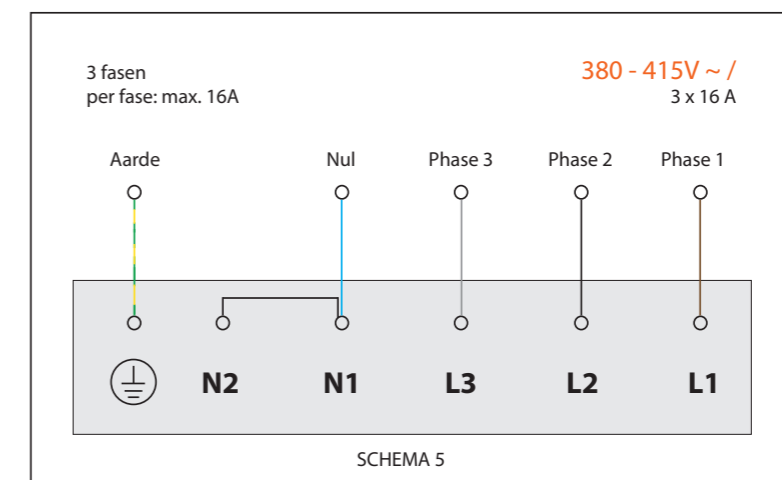 3 fasen
per fase: max. 16A
380 - 415V ~ /
3 x 16 A
Aarde Nul Phase 3 Phase 2 Phase 1
N2 N1 L3 L2 L1
SCHEMA 5